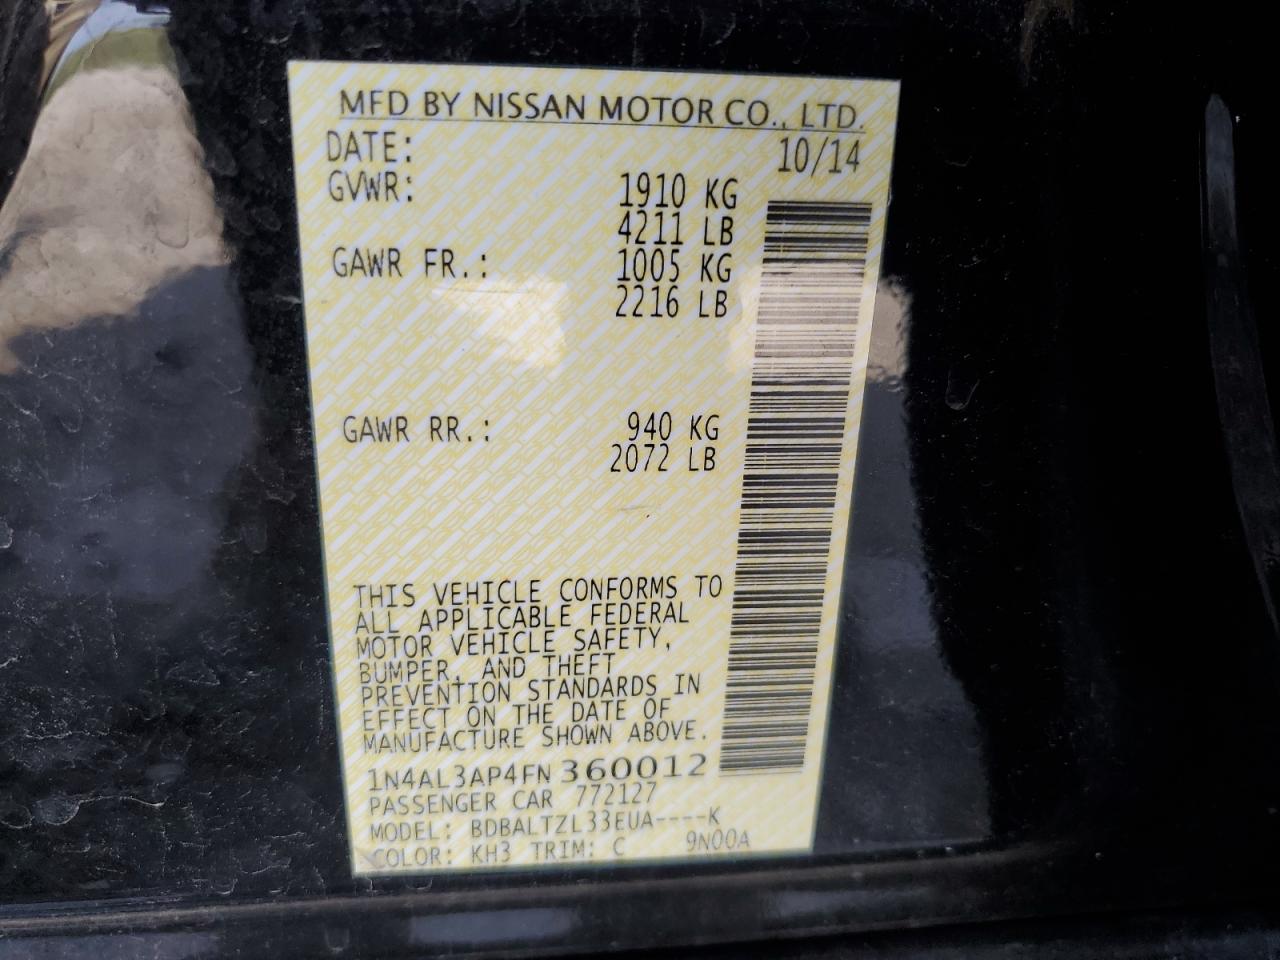 MFD BY NISSAN MOTOR CO., LTD.
DATE: 10/14
GVWR: 1910 KG
4211 LB
GAWR FR.: 1005 KG
2216 LB
GAWR RR.: 940 KG
2072 LB
THIS VEHICLE CONFORMS TO
ALL APPLICABLE FEDERAL
MOTOR VEHICLE SAFETY,
BUMPER, AND THEFT
PREVENTION STANDARDS IN
EFFECT ON THE DATE OF
MANUFACTURE SHOWN ABOVE.
1N4AL3AP4FN360012
PASSENGER CAR 772127
MODEL: BDBALTZL33EUA----K
COLOR: KH3 TRIM: C 9N00A